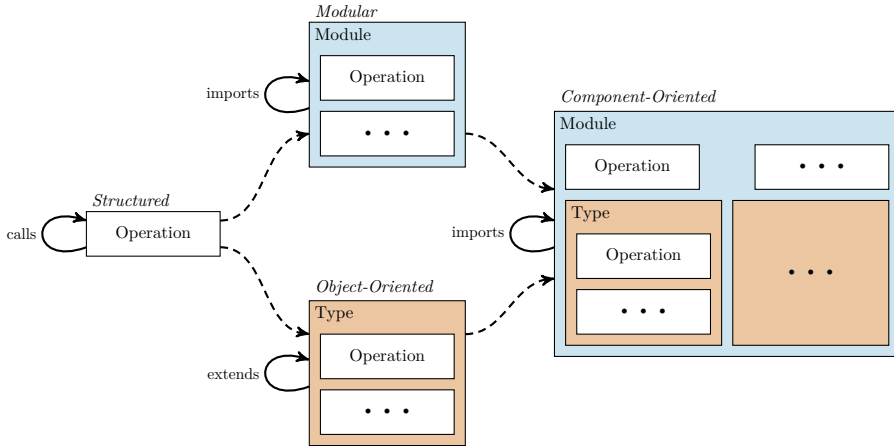 Modular
Module
Operation
• • •
imports
Structured
Operation
calls
Object-Oriented
Type
Operation
• • •
extends
Component-Oriented
Module
Operation
• • •
imports
Type
Operation
• • •
• • •